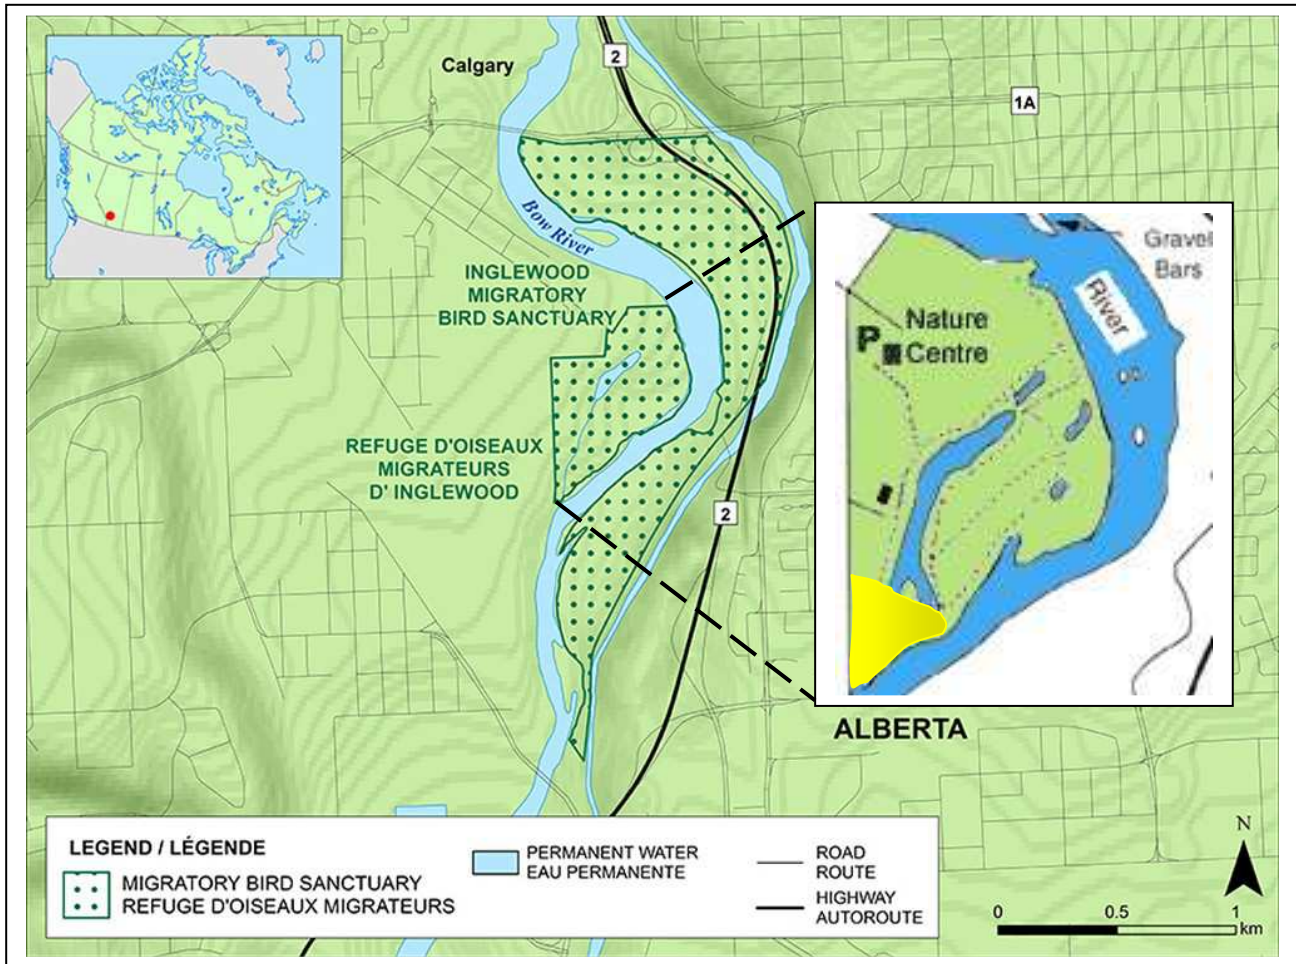 Calgary
2
1A
Bow River
INGLEWOOD
MIGRATORY
BIRD SANCTUARY
REFUGE D'OISEAUX
MIGRATEURS
D' INGLEWOOD
2
Gravel
Bars
River
Nature
P
Centre
ALBERTA
LEGEND / LÉGENDE
MIGRATORY BIRD SANCTUARY
REFUGE D'OISEAUX MIGRATEURS
PERMANENT WATER
EAU PERMANENTE
ROAD
ROUTE
HIGHWAY
AUTOROUTE
N
0 0.5 1
km